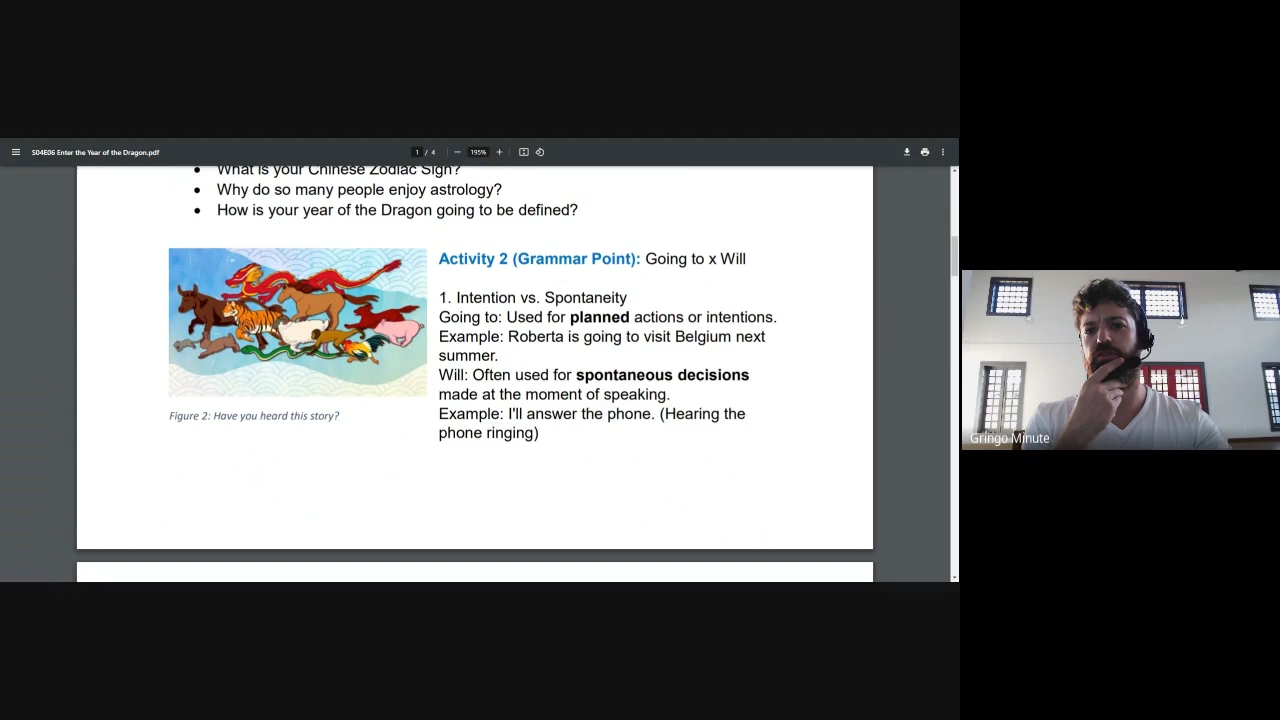 S04E06 Enter the Year of the Dragon.pdf
1 / 4
195%
• What is your Chinese Zodiac Sign?
• Why do so many people enjoy astrology?
• How is your year of the Dragon going to be defined?
Activity 2 (Grammar Point): Going to x Will
1. Intention vs. Spontaneity
Going to: Used for planned actions or intentions.
Example: Roberta is going to visit Belgium next
summer.
Will: Often used for spontaneous decisions
made at the moment of speaking.
Example: I'll answer the phone. (Hearing the
phone ringing)
Figure 2: Have you heard this story?
Gringo Minute